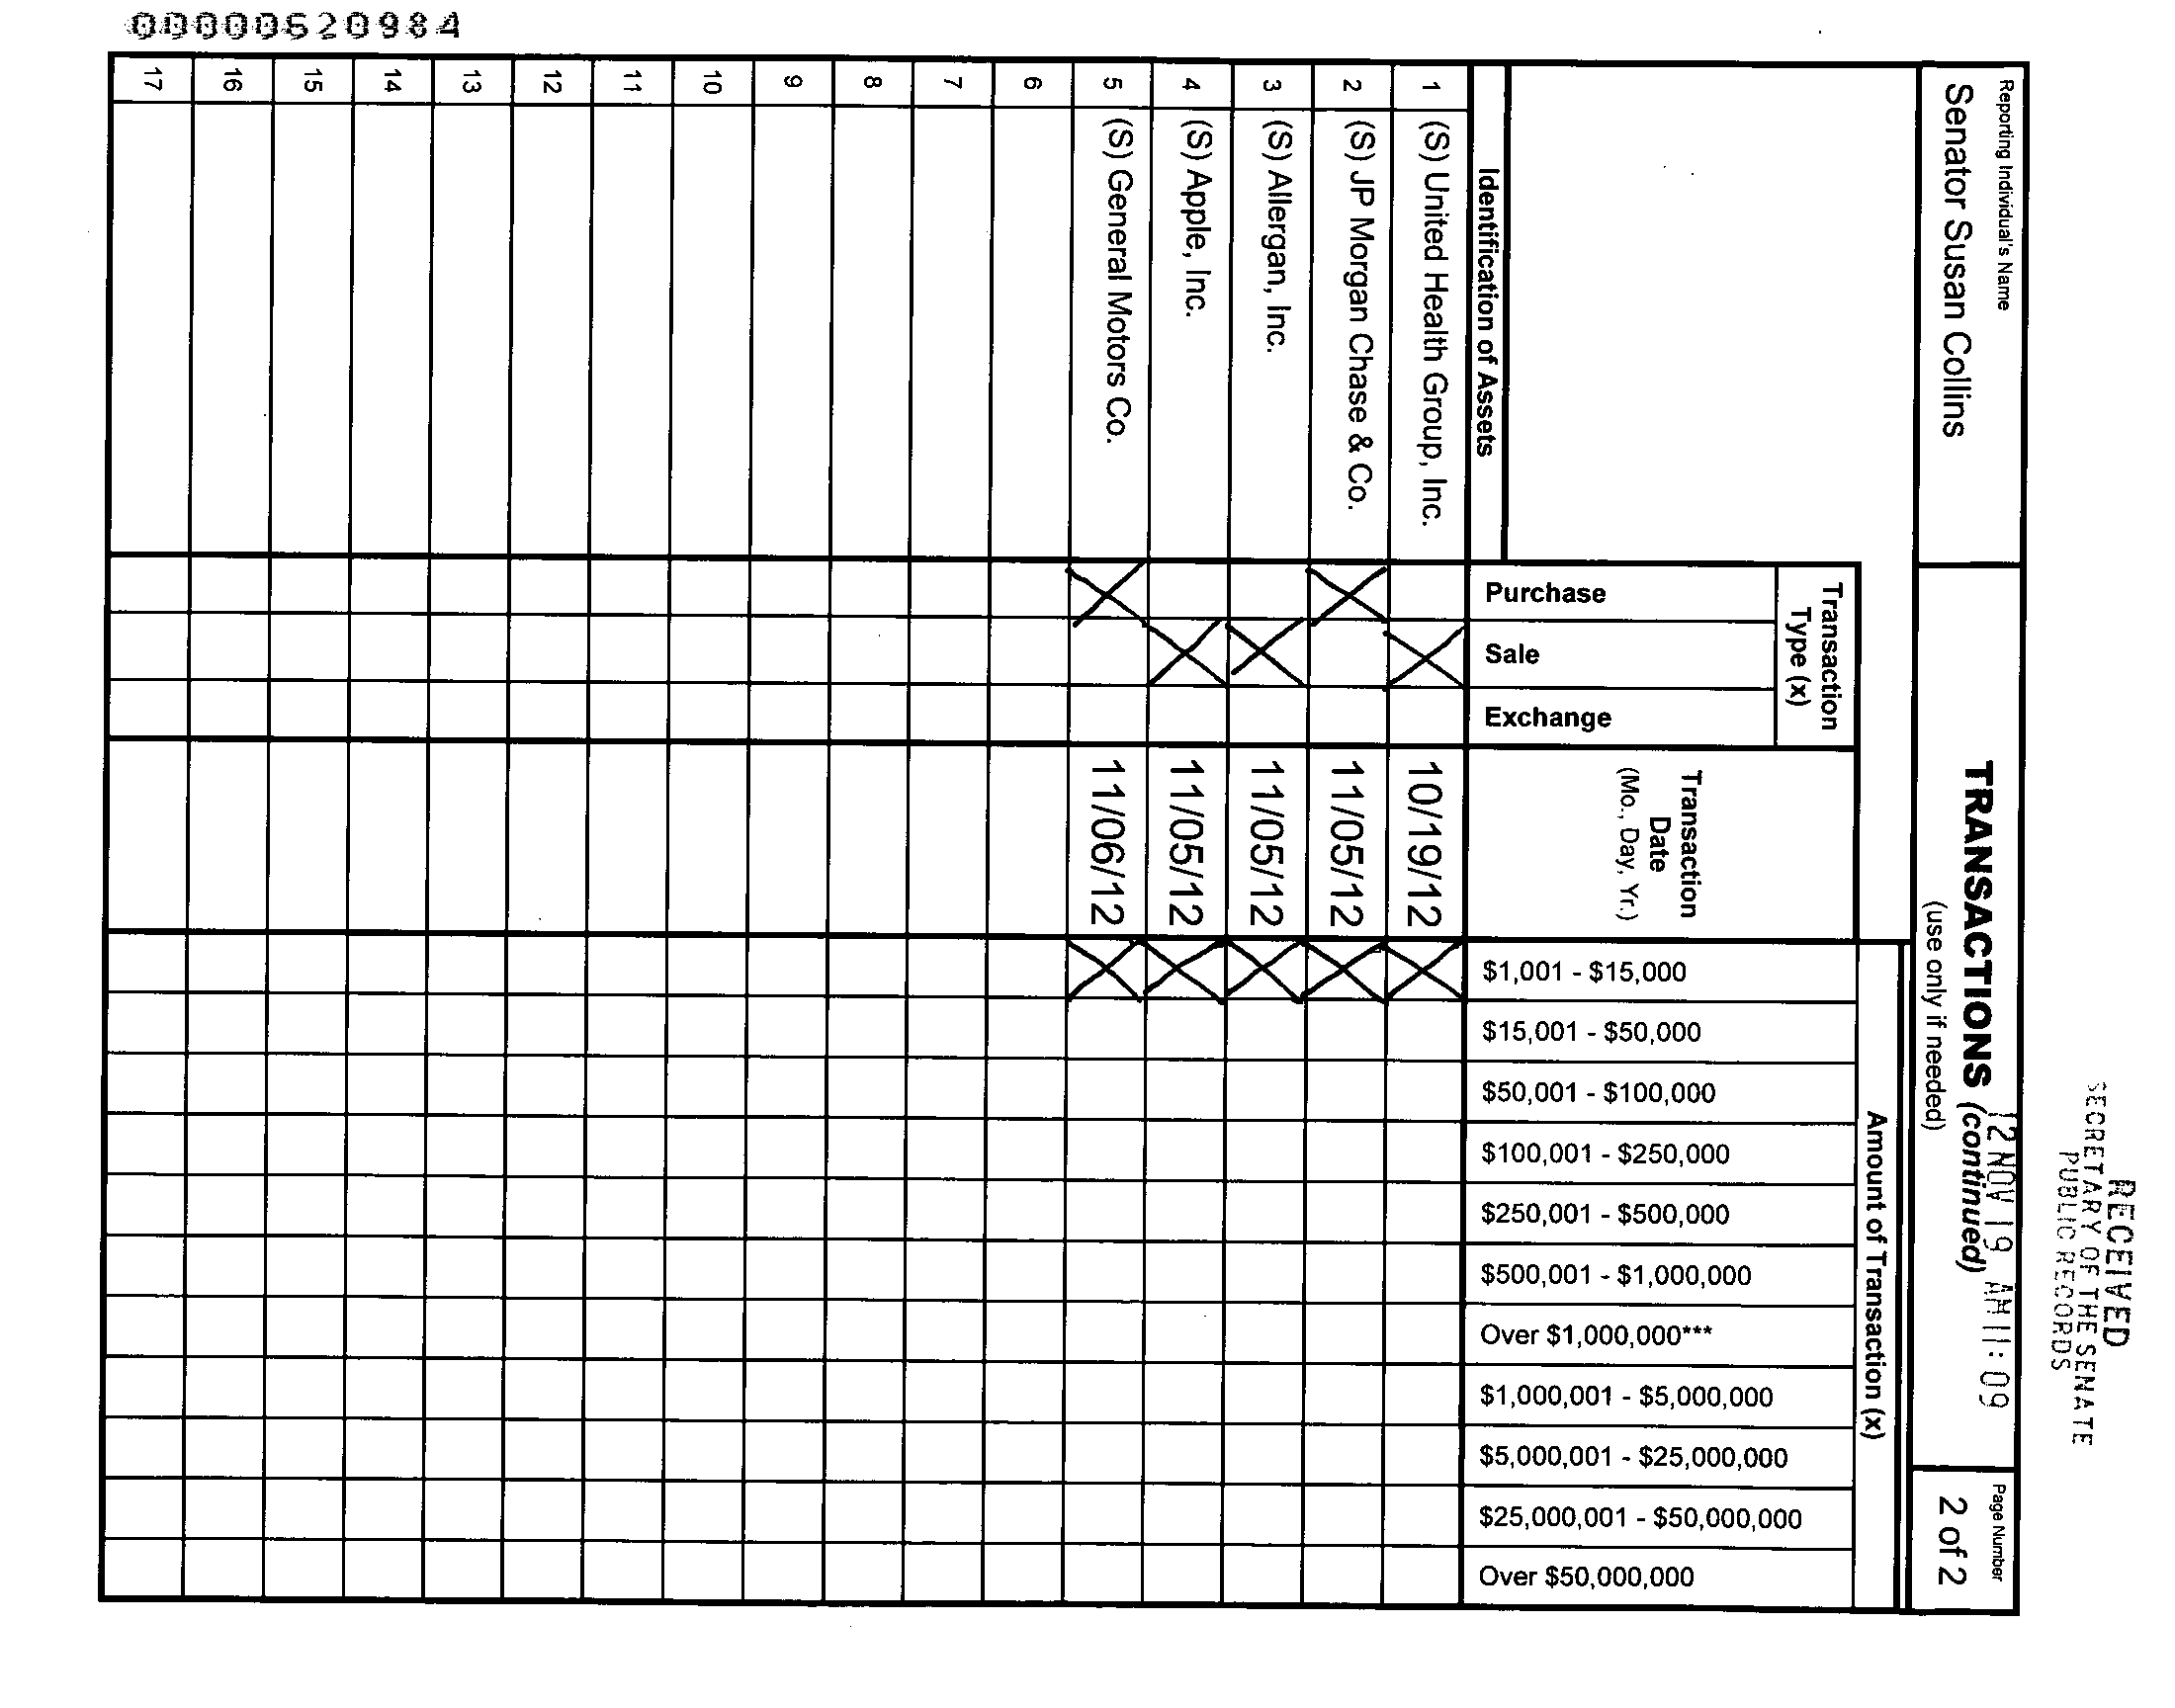 00000620984
RECEIVED
SECRETARY OF THE SENATE
PUBLIC RECORDS
12 NOV 19 AM 11: 09
Reporting Individual's Name
Senator Susan Collins
TRANSACTIONS (continued)
(use only if needed)
Page Number
2 of 2
Identification of Assets
Transaction
Type (x)
Purchase
Sale
Exchange
Transaction
Date
(Mo., Day, Yr.)
Amount of Transaction (x)
$1,001 - $15,000
$15,001 - $50,000
$50,001 - $100,000
$100,001 - $250,000
$250,001 - $500,000
$500,001 - $1,000,000
Over $1,000,000***
$1,000,001 - $5,000,000
$5,000,001 - $25,000,000
$25,000,001 - $50,000,000
Over $50,000,000
1 (S) United Health Group, Inc. X 10/19/12 X
2 (S) JP Morgan Chase & Co. X 11/05/12 X
3 (S) Allergan, Inc. X 11/05/12 X
4 (S) Apple, Inc. X 11/05/12 X
5 (S) General Motors Co. X 11/06/12 X
6
7
8
9
10
11
12
13
14
15
16
17